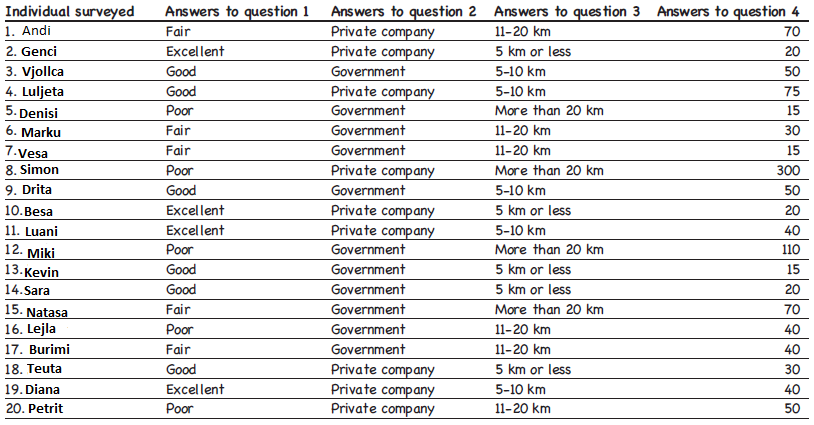 Individual surveyed Answers to question 1 Answers to question 2 Answers to question 3 Answers to question 4
1. Andi Fair Private company 11-20 km 70
2. Genci Excellent Private company 5 km or less 20
3. Vjollca Good Government 5-10 km 50
4. Luljeta Good Private company 5-10 km 75
5. Denisi Poor Government More than 20 km 15
6. Marku Fair Government 11-20 km 30
7. Vesa Fair Government 11-20 km 15
8. Simon Poor Private company More than 20 km 300
9. Drita Good Government 5-10 km 50
10. Besa Excellent Private company 5 km or less 20
11. Luani Excellent Private company 5-10 km 40
12. Miki Poor Government More than 20 km 110
13. Kevin Good Government 5 km or less 15
14. Sara Good Government 5 km or less 20
15. Natasa Fair Government More than 20 km 70
16. Lejla Poor Government 11-20 km 40
17. Burimi Fair Government 11-20 km 40
18. Teuta Good Private company 5 km or less 30
19. Diana Excellent Private company 5-10 km 40
20. Petrit Poor Private company 11-20 km 50